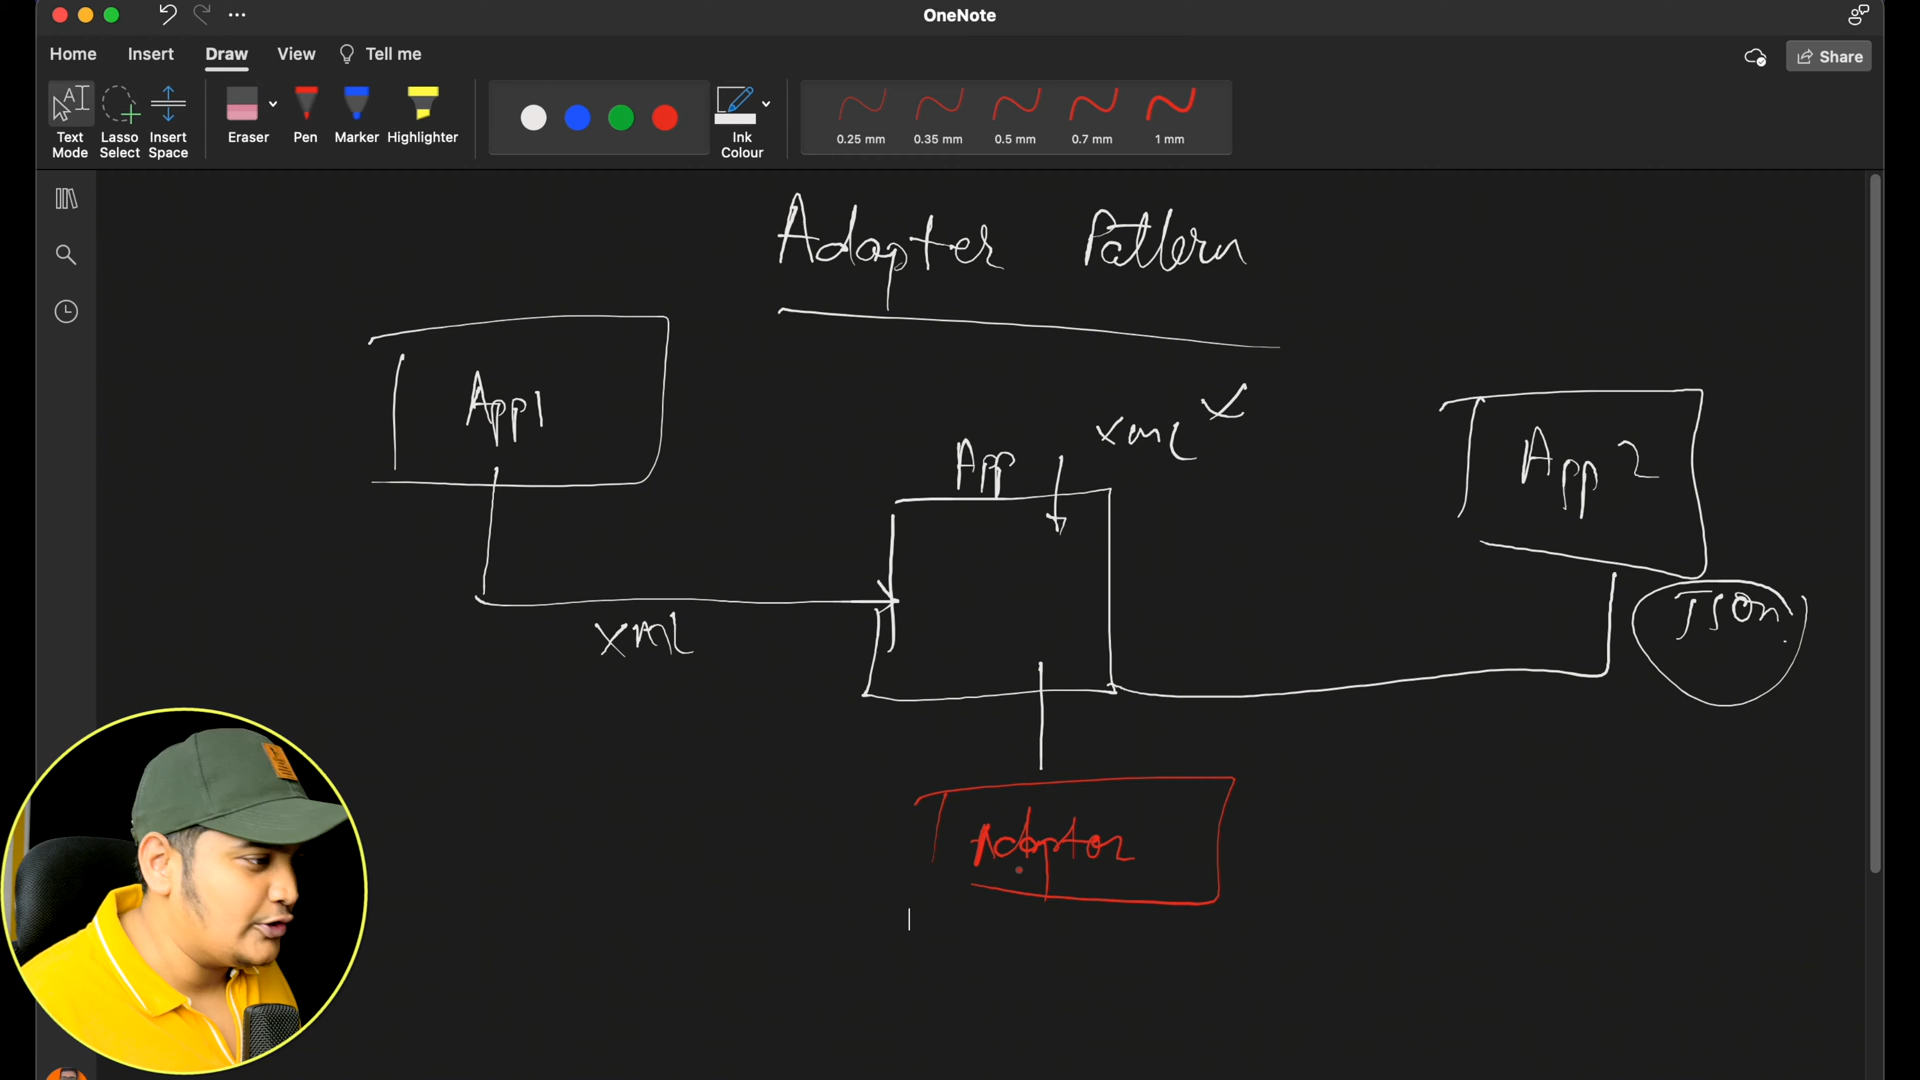 OneNote
Home Insert Draw View Tell me
Share
Text Mode
Lasso Select
Insert Space
Eraser
Pen
Marker
Highlighter
Ink Colour
0.25 mm
0.35 mm
0.5 mm
0.7 mm
1 mm
Adapter Pattern
App1
App
xml
App 2
xml
JSON
Adaptor